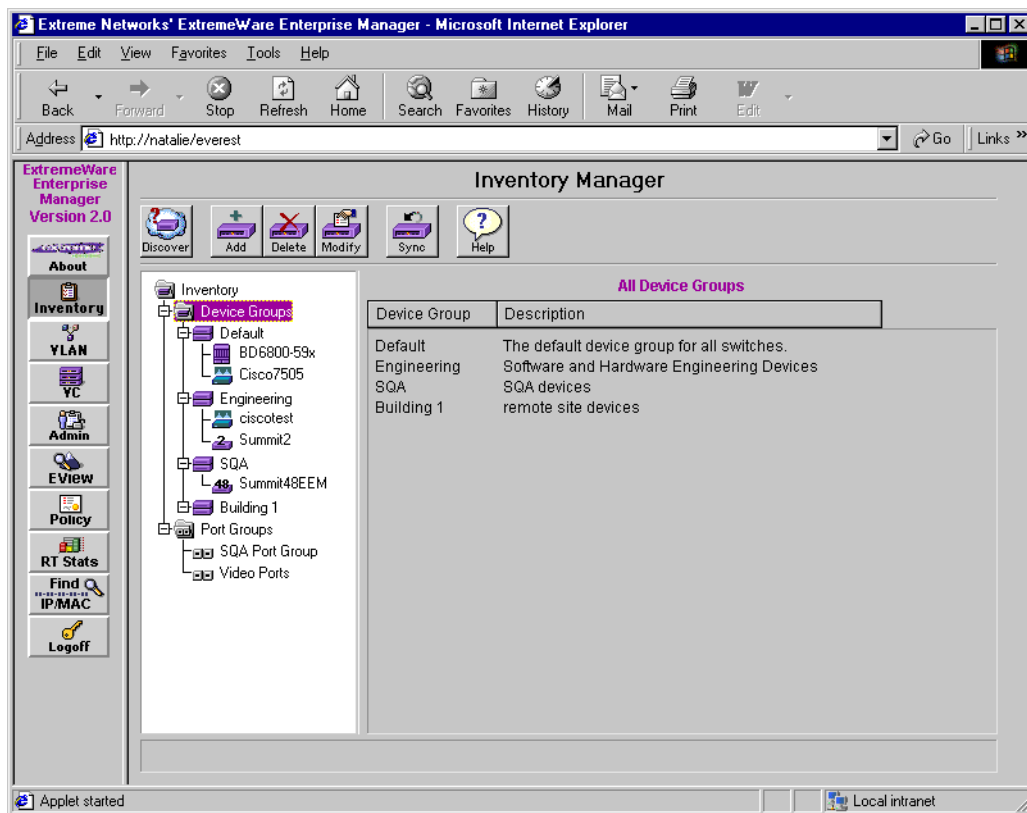 Extreme Networks' ExtremeWare Enterprise Manager - Microsoft Internet Explorer
File Edit View Favorites Tools Help
Back Forward Stop Refresh Home Search Favorites History Mail Print Edit
Address http://natalie/everest Go Links »
ExtremeWare
Enterprise
Manager
Version 2.0
About
Inventory
VLAN
VC
Admin
EView
Policy
RT Stats
Find
IP/MAC
Logoff
Inventory Manager
Discover Add Delete Modify Sync Help
Inventory
Device Groups
Default
BD6800-59x
Cisco7505
Engineering
ciscotest
2 Summit2
SQA
48 Summit48EEM
Building 1
Port Groups
SQA Port Group
Video Ports
All Device Groups
Device Group Description
Default The default device group for all switches.
Engineering Software and Hardware Engineering Devices
SQA SQA devices
Building 1 remote site devices
Applet started Local intranet